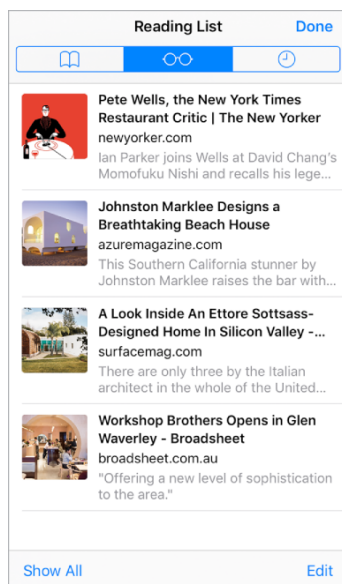 Reading List
Done
Pete Wells, the New York Times
Restaurant Critic | The New Yorker
newyorker.com
Ian Parker joins Wells at David Chang's
Momofuku Nishi and recalls his lege...
Johnston Marklee Designs a
Breathtaking Beach House
azuremagazine.com
This Southern California stunner by
Johnston Marklee raises the bar with...
A Look Inside An Ettore Sottsass-
Designed Home In Silicon Valley -...
surfacemag.com
There are only three by the Italian
architect in the whole of the United...
Workshop Brothers Opens in Glen
Waverley - Broadsheet
broadsheet.com.au
"Offering a new level of sophistication
to the area."
Show All
Edit